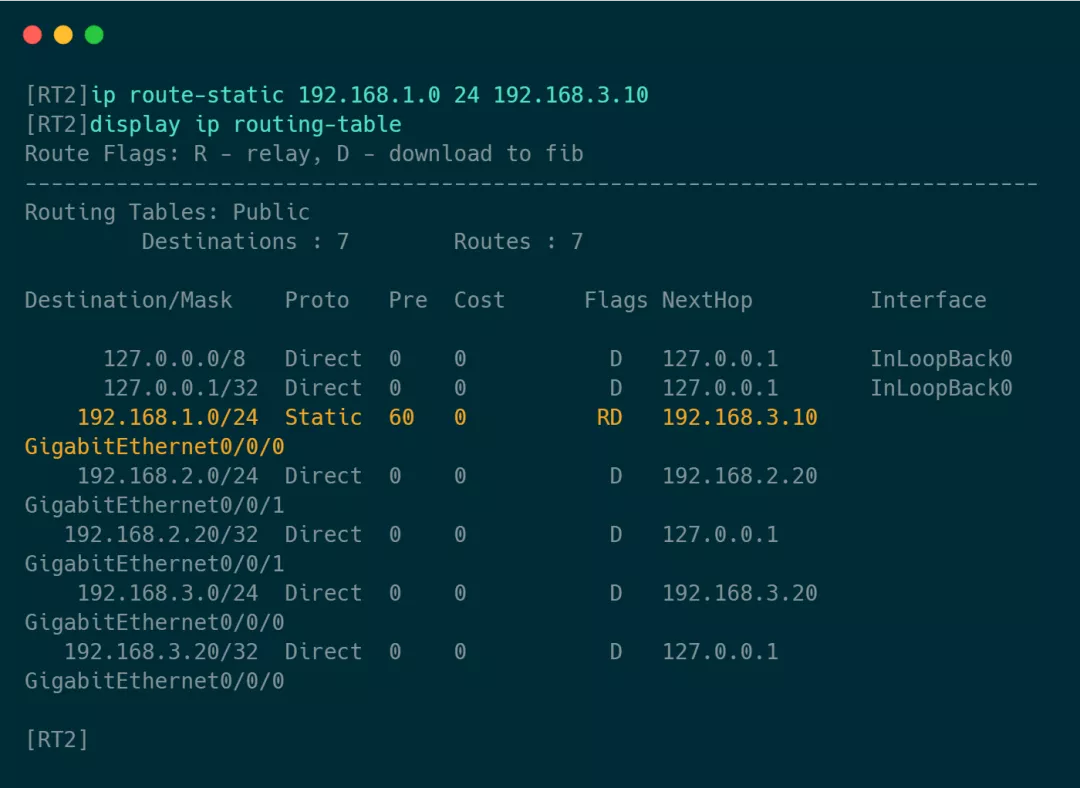 [RT2]ip route-static 192.168.1.0 24 192.168.3.10
[RT2]display ip routing-table
Route Flags: R - relay, D - download to fib
------------------------------------------------------------------------------
Routing Tables: Public
         Destinations : 7        Routes : 7

Destination/Mask    Proto   Pre  Cost      Flags NextHop         Interface

      127.0.0.0/8   Direct  0    0           D   127.0.0.1       InLoopBack0
      127.0.0.1/32  Direct  0    0           D   127.0.0.1       InLoopBack0
    192.168.1.0/24  Static  60   0          RD   192.168.3.10
GigabitEthernet0/0/0
    192.168.2.0/24  Direct  0    0           D   192.168.2.20
GigabitEthernet0/0/1
   192.168.2.20/32  Direct  0    0           D   127.0.0.1
GigabitEthernet0/0/1
    192.168.3.0/24  Direct  0    0           D   192.168.3.20
GigabitEthernet0/0/0
   192.168.3.20/32  Direct  0    0           D   127.0.0.1
GigabitEthernet0/0/0

[RT2]